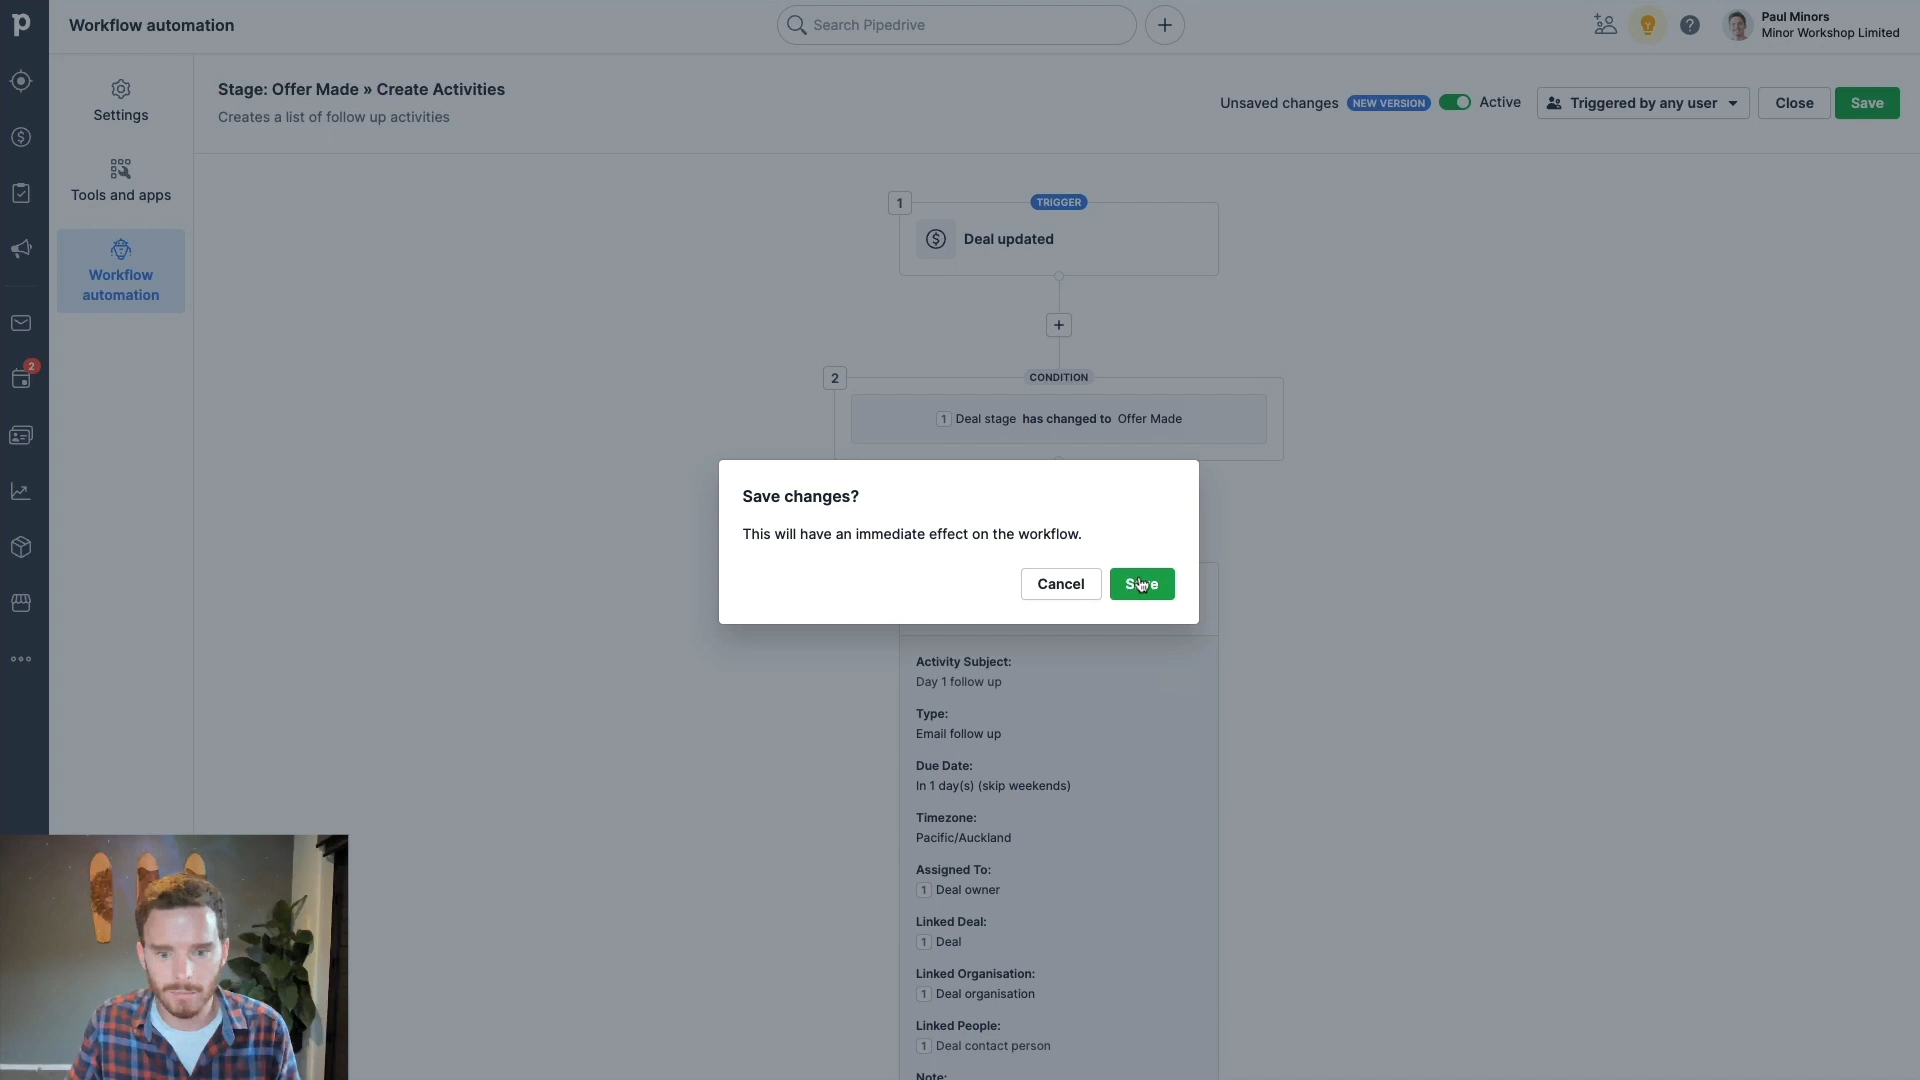 Workflow automation
Search Pipedrive
Paul Minors
Minor Workshop Limited
Settings
Tools and apps
Workflow
automation
2
Stage: Offer Made » Create Activities
Creates a list of follow up activities
Unsaved changes
NEW VERSION
Active
Triggered by any user
Close
Save
1
TRIGGER
Deal updated
2
CONDITION
1 Deal stage has changed to Offer Made
Save changes?
This will have an immediate effect on the workflow.
Cancel
Save
Activity Subject:
Day 1 follow up
Type:
Email follow up
Due Date:
In 1 day(s) (skip weekends)
Timezone:
Pacific/Auckland
Assigned To:
1 Deal owner
Linked Deal:
1 Deal
Linked Organisation:
1 Deal organisation
Linked People:
1 Deal contact person
Note: